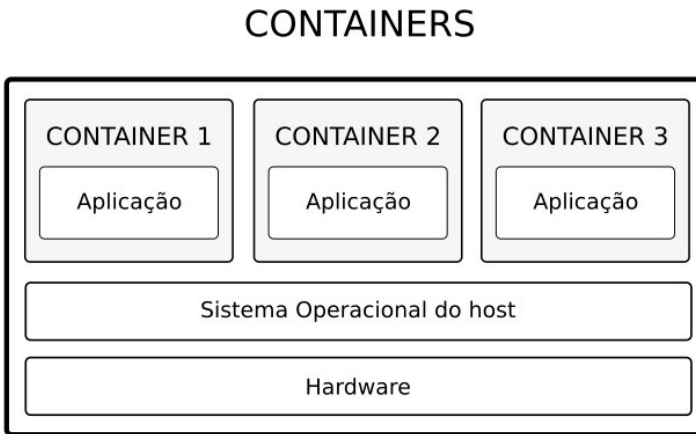 CONTAINERS
CONTAINER 1 CONTAINER 2 CONTAINER 3
Aplicação Aplicação Aplicação
Sistema Operacional do host
Hardware